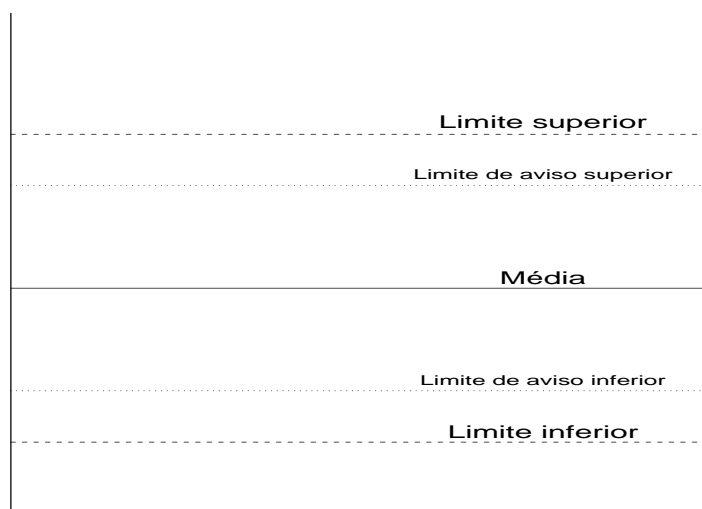 Limite superior
Limite de aviso superior
Média
Limite de aviso inferior
Limite inferior